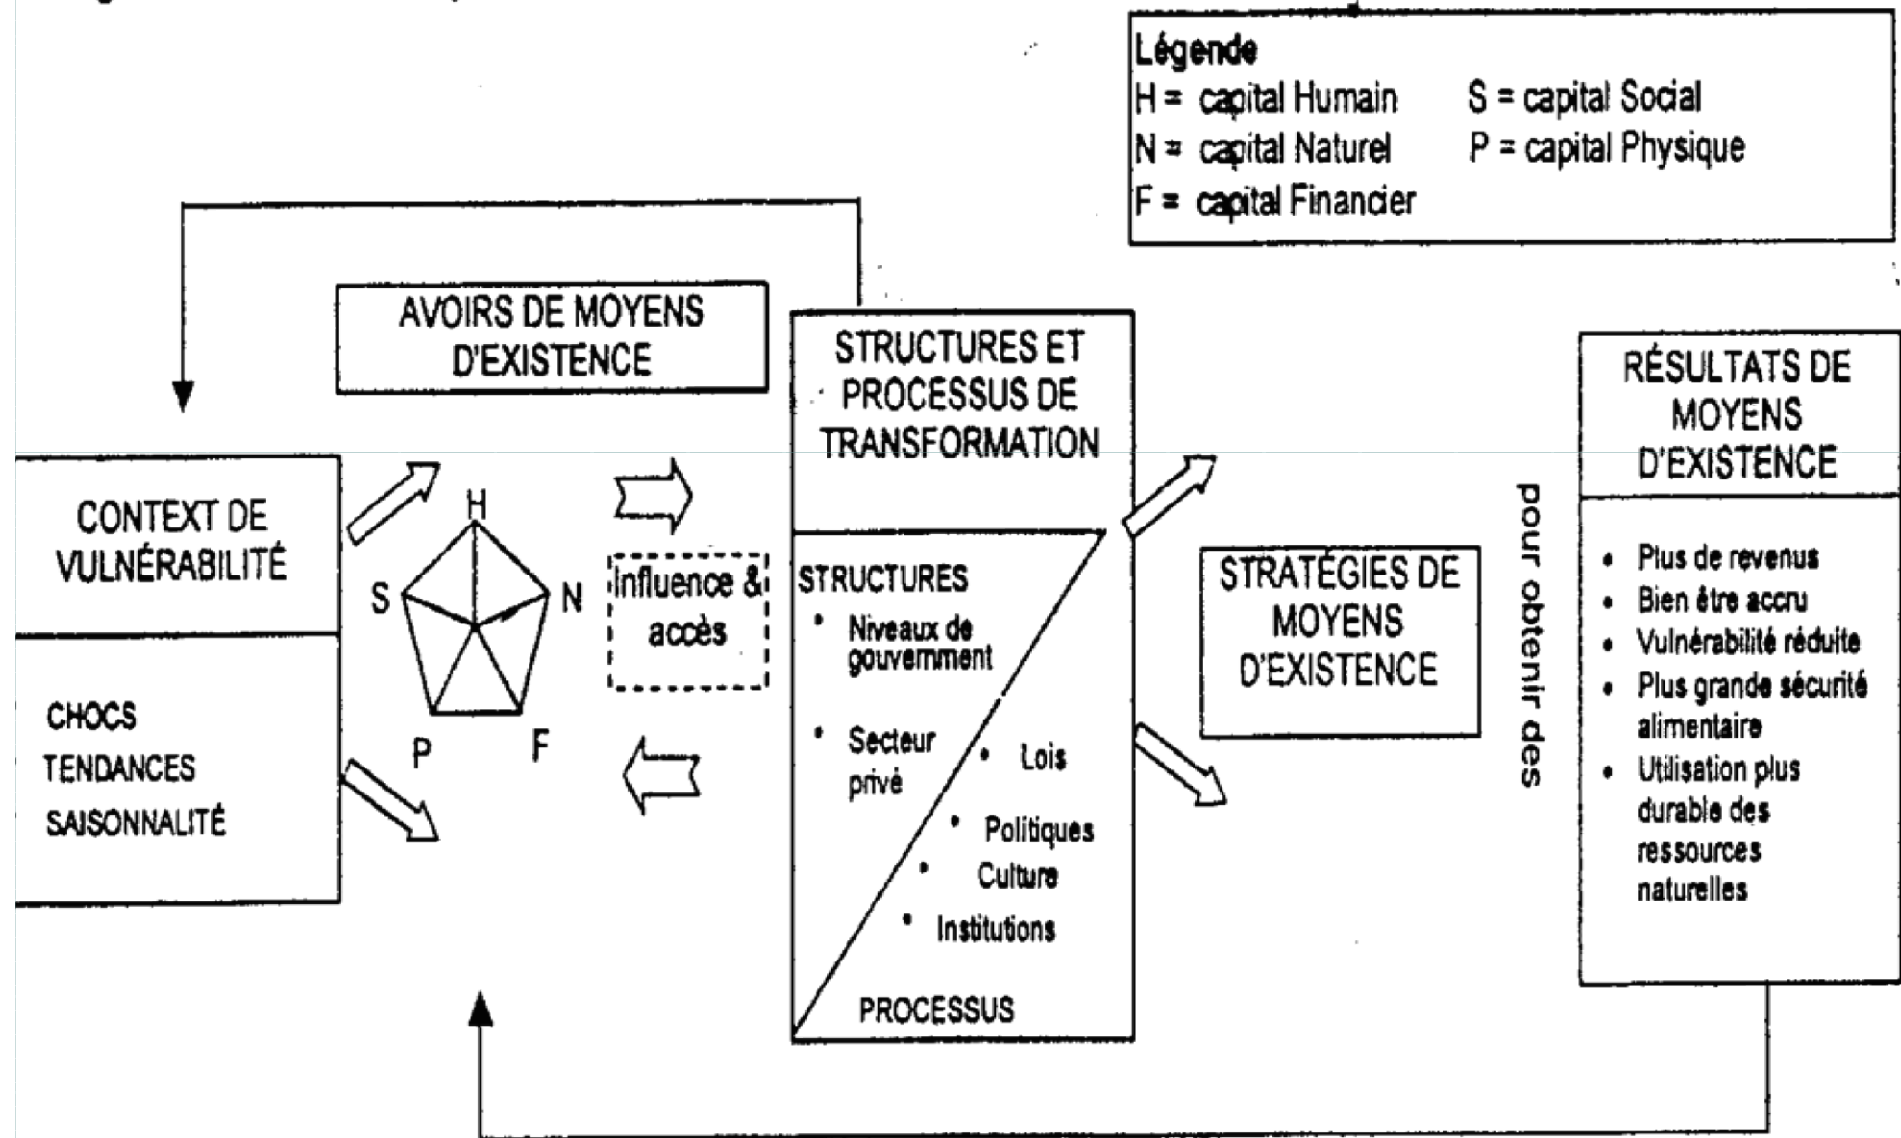 Légende
H = capital Humain S = capital Social
N = capital Naturel P = capital Physique
F = capital Financier
AVOIRS DE MOYENS
D'EXISTENCE
STRUCTURES ET
PROCESSUS DE
TRANSFORMATION
RÉSULTATS DE
MOYENS
D'EXISTENCE
CONTEXT DE
VULNÉRABILITÉ
CHOCS
TENDANCES
SAISONNALITÉ
H
S
N
P
F
Influence &
accès
STRUCTURES
• Niveaux de
gouvernment
• Secteur
privé
• Lois
• Politiques
• Culture
• Institutions
PROCESSUS
STRATÉGIES DE
MOYENS
D'EXISTENCE
pour obtenir des
• Plus de revenus
• Bien être accru
• Vulnérabilité réduite
• Plus grande sécurité
alimentaire
• Utilisation plus
durable des
ressources
naturelles